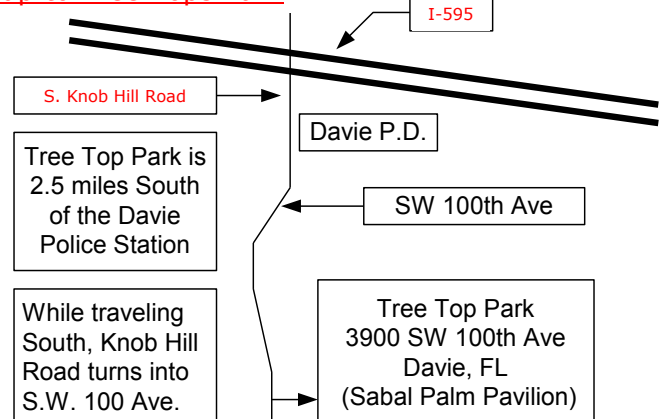 I-595
S. Knob Hill Road
Davie P.D.
Tree Top Park is
2.5 miles South
of the Davie
Police Station
SW 100th Ave
While traveling
South, Knob Hill
Road turns into
S.W. 100 Ave.
Tree Top Park
3900 SW 100th Ave
Davie, FL
(Sabal Palm Pavilion)